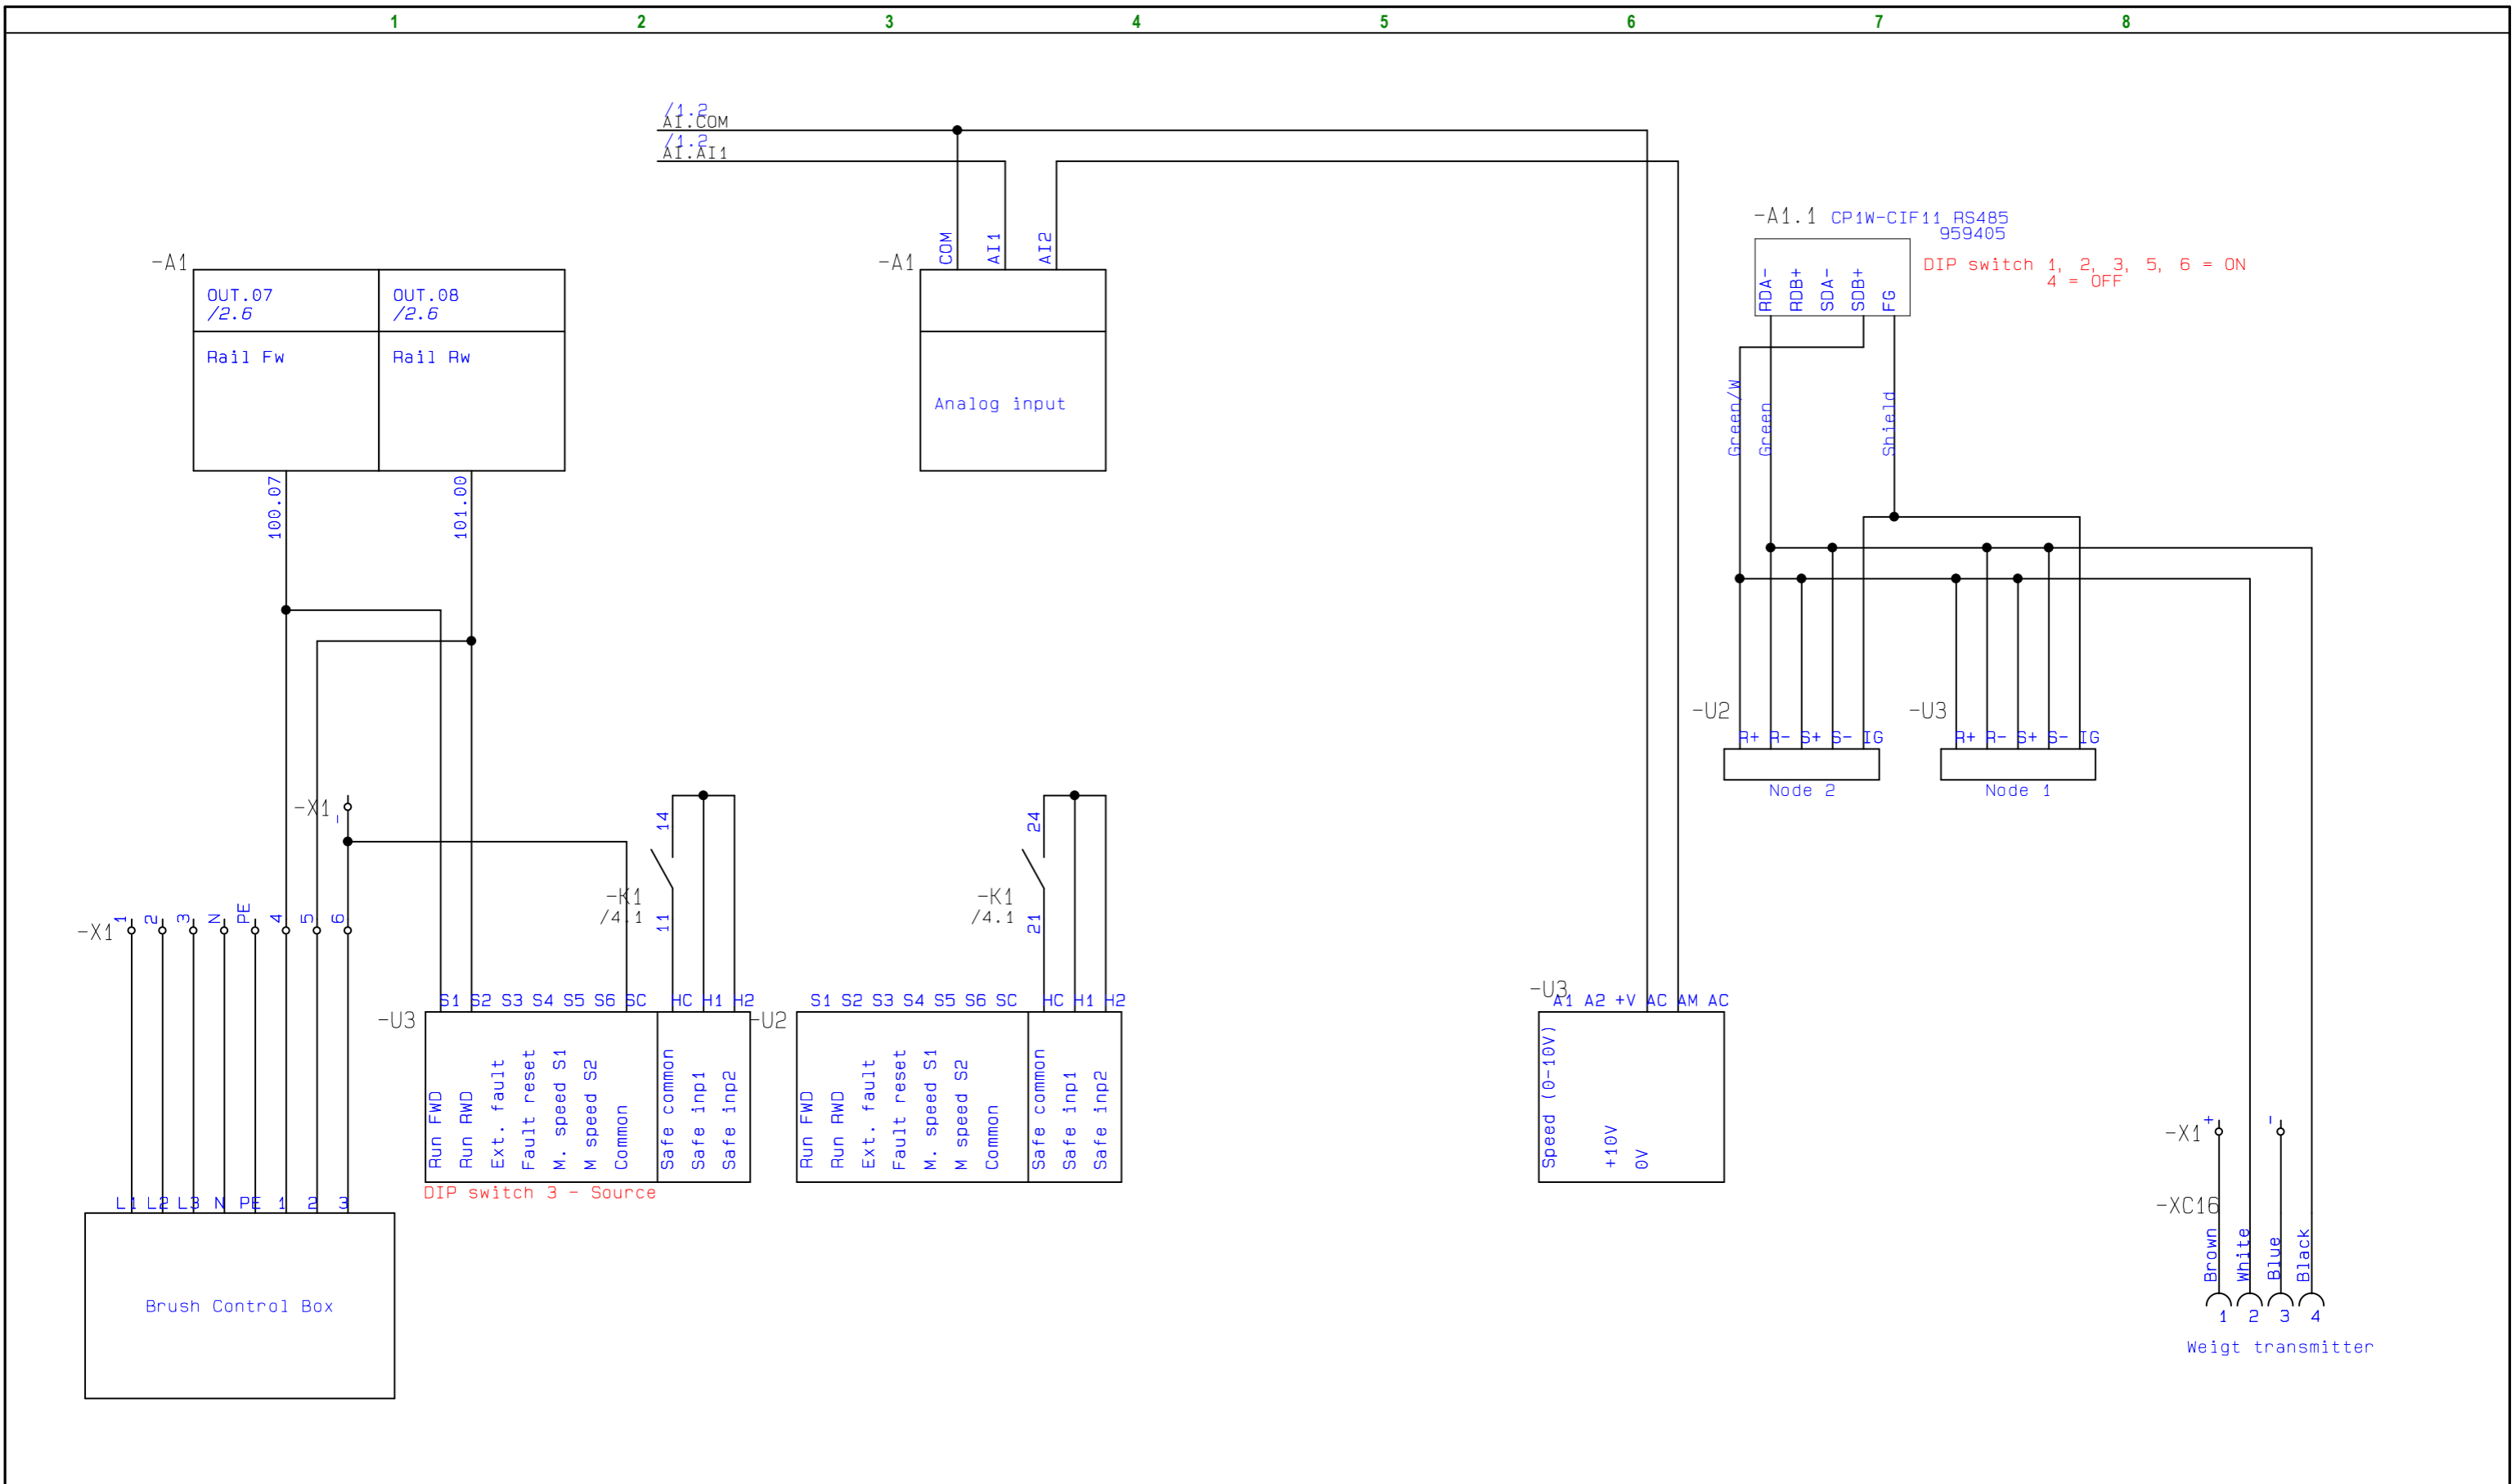 1 2 3 4 5 6 7 8
/1.2
AI.COM
/1.2
AI.AI1
-A1
OUT.07
/2.6
OUT.08
/2.6
Rail Fw
Rail Rw
100.07
101.00
-A1
COM
AI1
AI2
Analog input
-A1.1 CP1W-CIF11 RS485
959405
DIP switch 1, 2, 3, 5, 6 = ON
4 = OFF
RDA-
RDB+
SDA-
SDB+
FG
Green/W
Green
Shield
-U2
R+ R- S+ S- IG
Node 2
-U3
R+ R- S+ S- IG
Node 1
-X1
-
-X1
1
2
3
N
PE
4
5
6
L1 L2 L3 N PE 1 2 3
Brush Control Box
14
-K1
/4.1
11
-U3
S1 S2 S3 S4 S5 S6 SC HC H1 H2
Run FWD
Run RWD
Ext. fault
Fault reset
M. speed S1
M speed S2
Common
Safe common
Safe inp1
Safe inp2
DIP switch 3 - Source
24
-K1
/4.1
21
-U2
S1 S2 S3 S4 S5 S6 SC HC H1 H2
Run FWD
Run RWD
Ext. fault
Fault reset
M. speed S1
M speed S2
Common
Safe common
Safe inp1
Safe inp2
-U3
A1 A2 +V AC AM AC
Speed (0-10V)
+10V
0V
-X1
+
-
-XC16
Brown
White
Blue
Black
1 2 3 4
Weigt transmitter